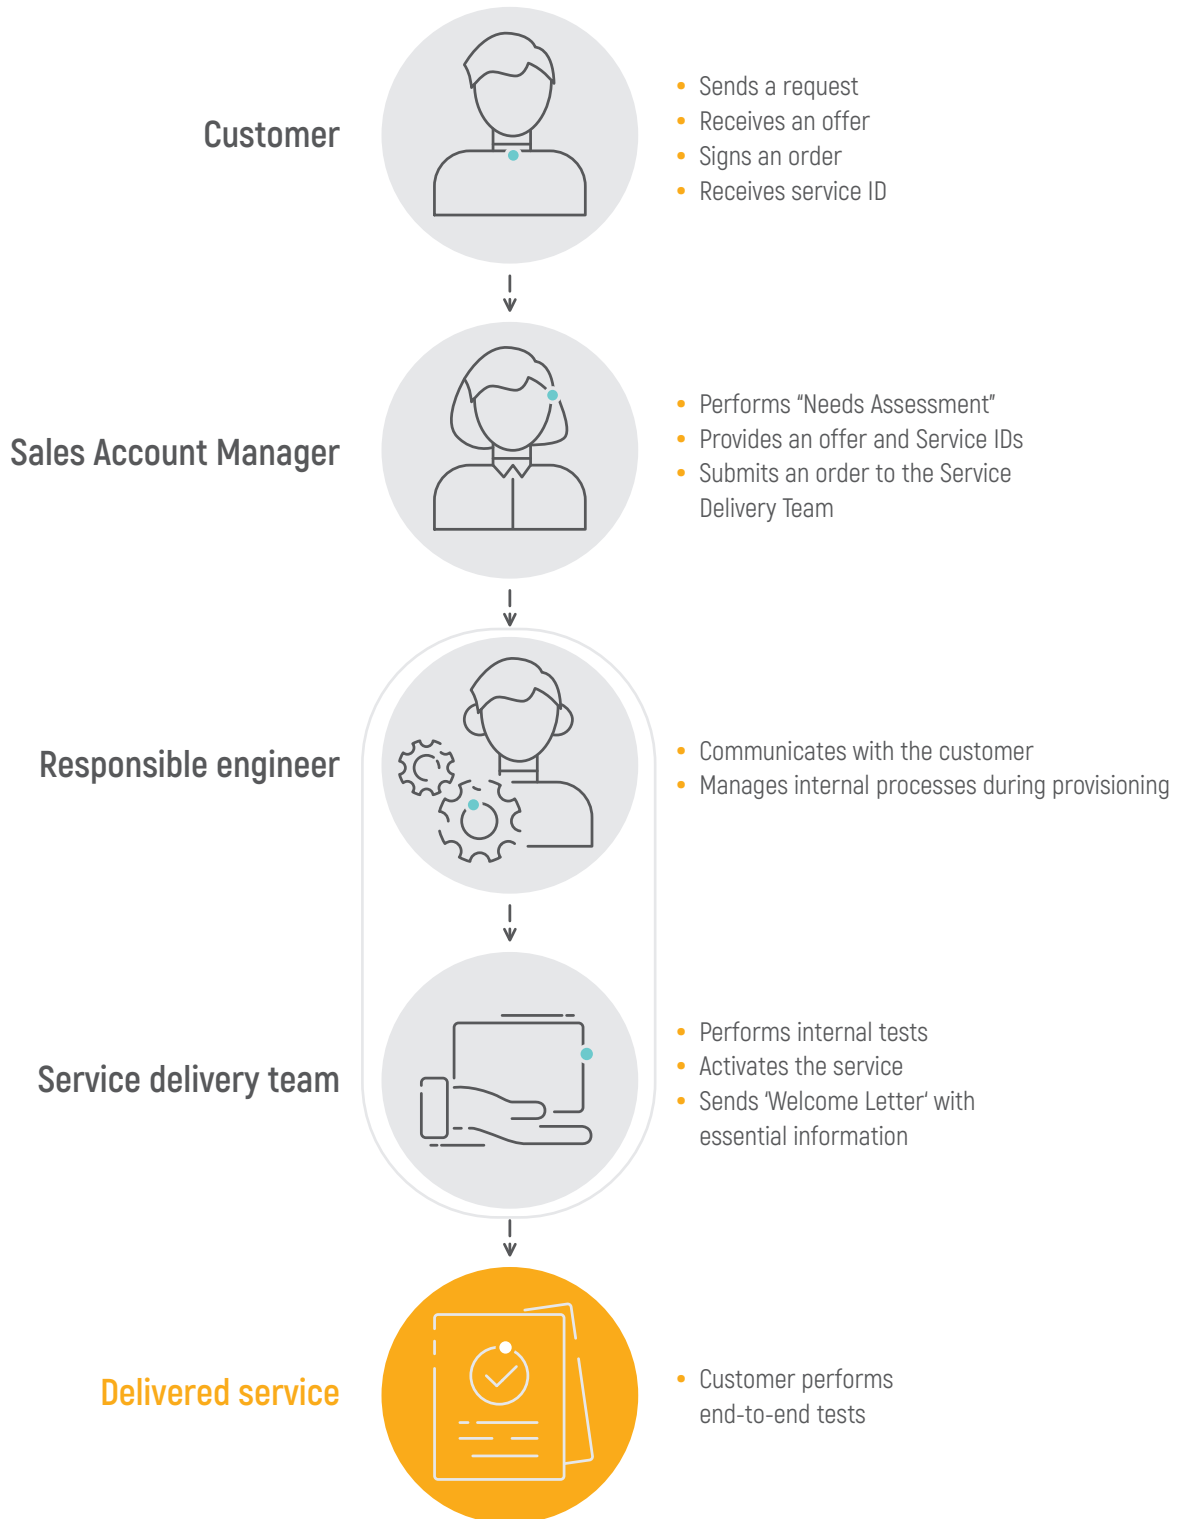 Customer
• Sends a request
• Receives an offer
• Signs an order
• Receives service ID
Sales Account Manager
• Performs “Needs Assessment”
• Provides an offer and Service IDs
• Submits an order to the Service
Delivery Team
Responsible engineer
• Communicates with the customer
• Manages internal processes during provisioning
Service delivery team
• Performs internal tests
• Activates the service
• Sends ‘Welcome Letter‘ with
essential information
Delivered service
• Customer performs
end-to-end tests